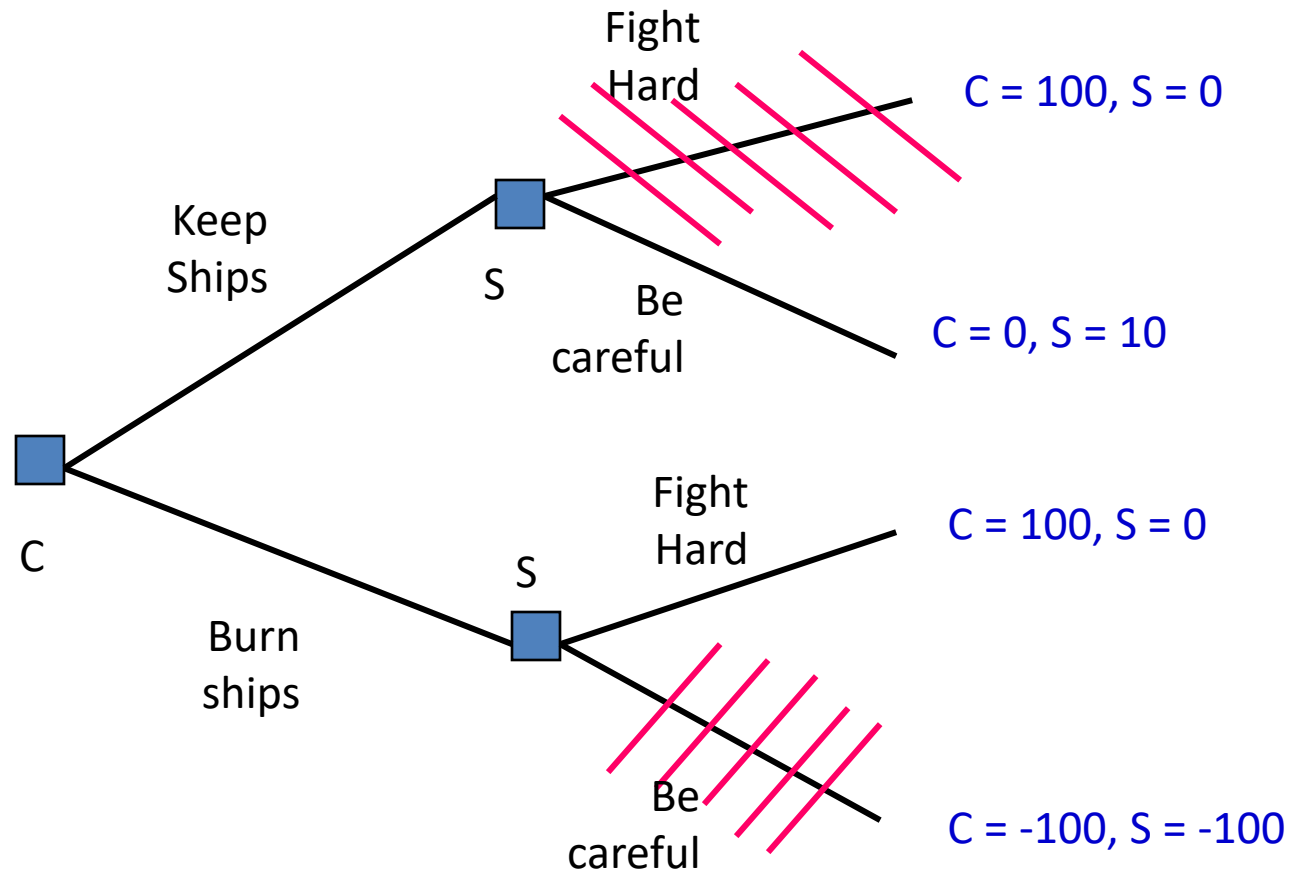 Fight
Hard
C = 100, S = 0
Keep
Ships
S
Be
careful
C = 0, S = 10
C
Fight
Hard
C = 100, S = 0
S
Burn
ships
Be
careful
C = -100, S = -100